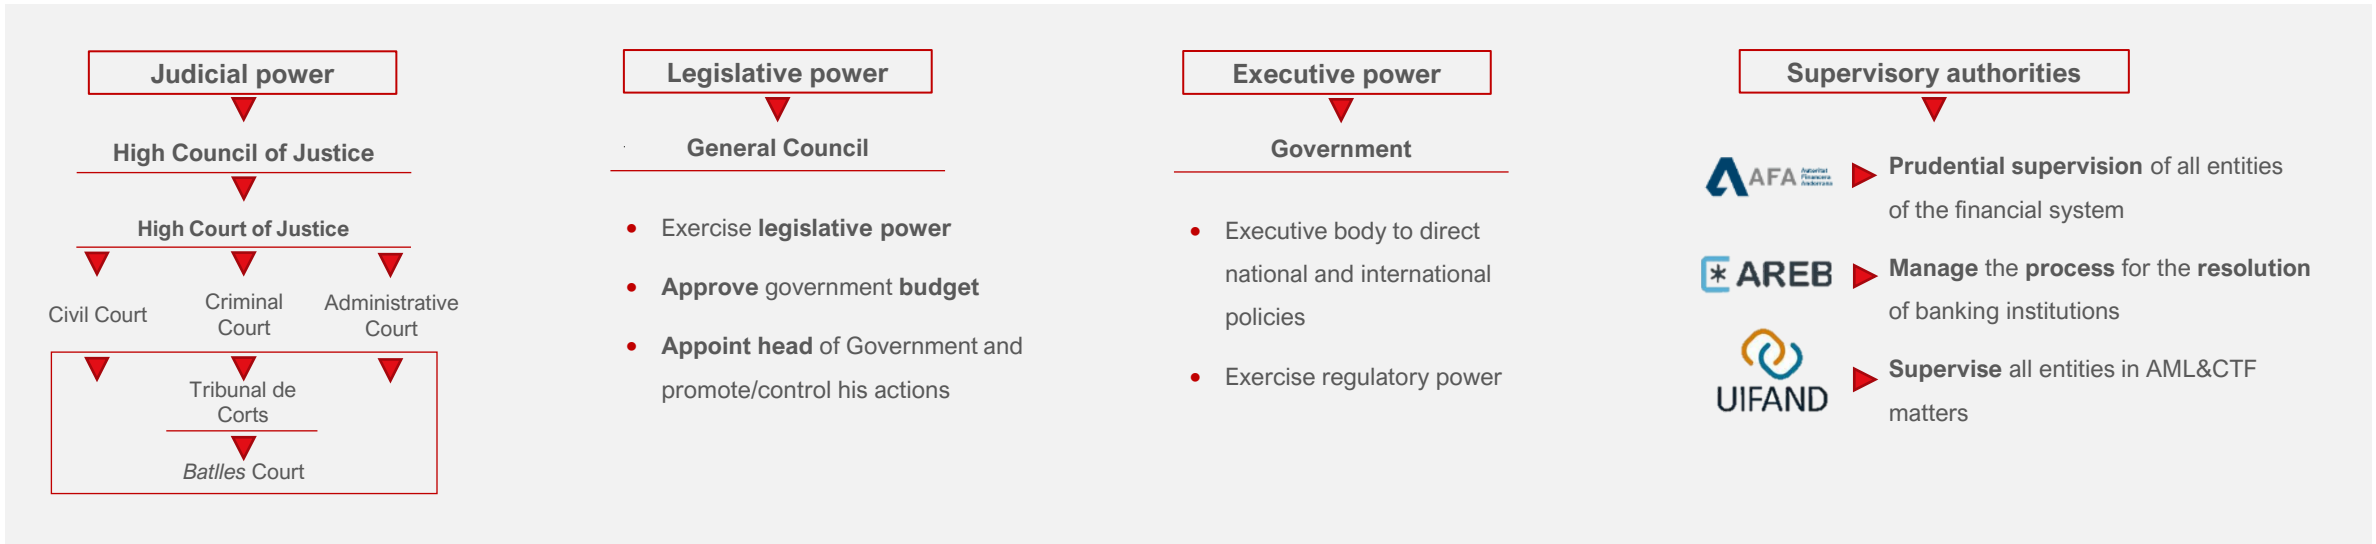 Judicial power
High Council of Justice
High Court of Justice
Civil Court
Criminal
Court
Administrative
Court
Tribunal de
Corts
Batlles Court
Legislative power
General Council
• Exercise legislative power
• Approve government budget
• Appoint head of Government and
promote/control his actions
Executive power
Government
• Executive body to direct
national and international
policies
• Exercise regulatory power
Supervisory authorities
AFA
Autoritat
Financera
Andorrana
Prudential supervision of all entities
of the financial system
AREB
Manage the process for the resolution
of banking institutions
UIFAND
Supervise all entities in AML&CTF
matters